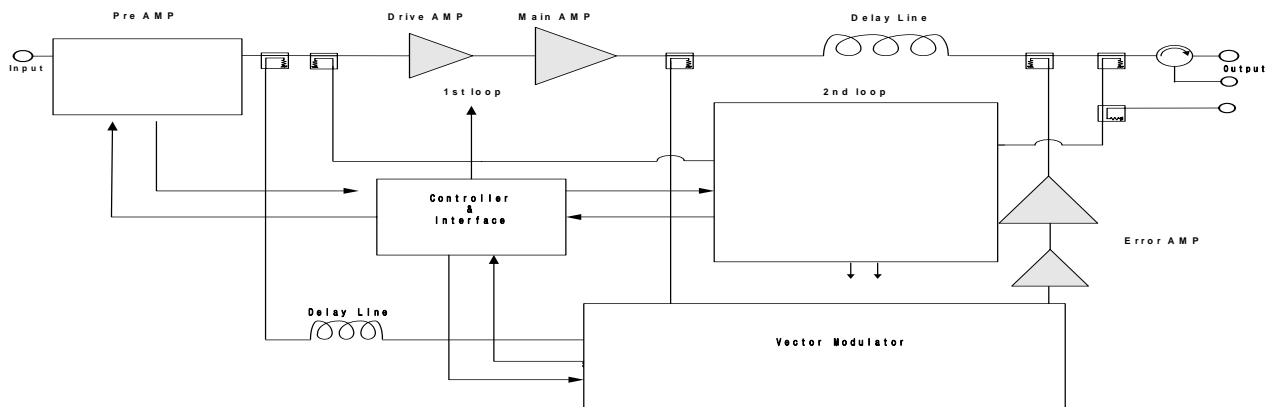 Pre AMP
Drive AMP
Main AMP
Delay Line
Input
Output
1st loop
2nd loop
Controller
&
Interface
Error AMP
Delay Line
Vector Modulator